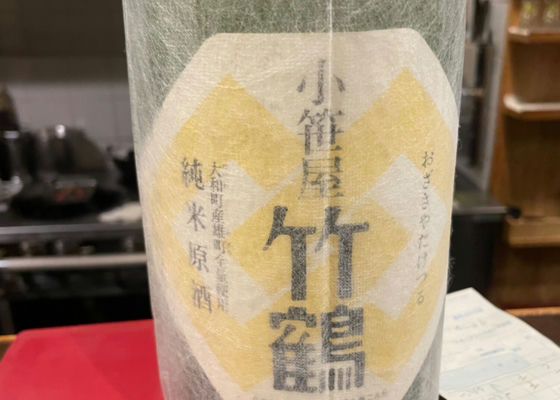 小笹屋
竹鶴
おざさやたけつる
大和町産雄町全量使用
純米原酒